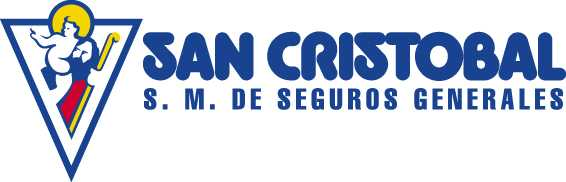 SAN CRISTOBAL
S. M. DE SEGUROS GENERALES